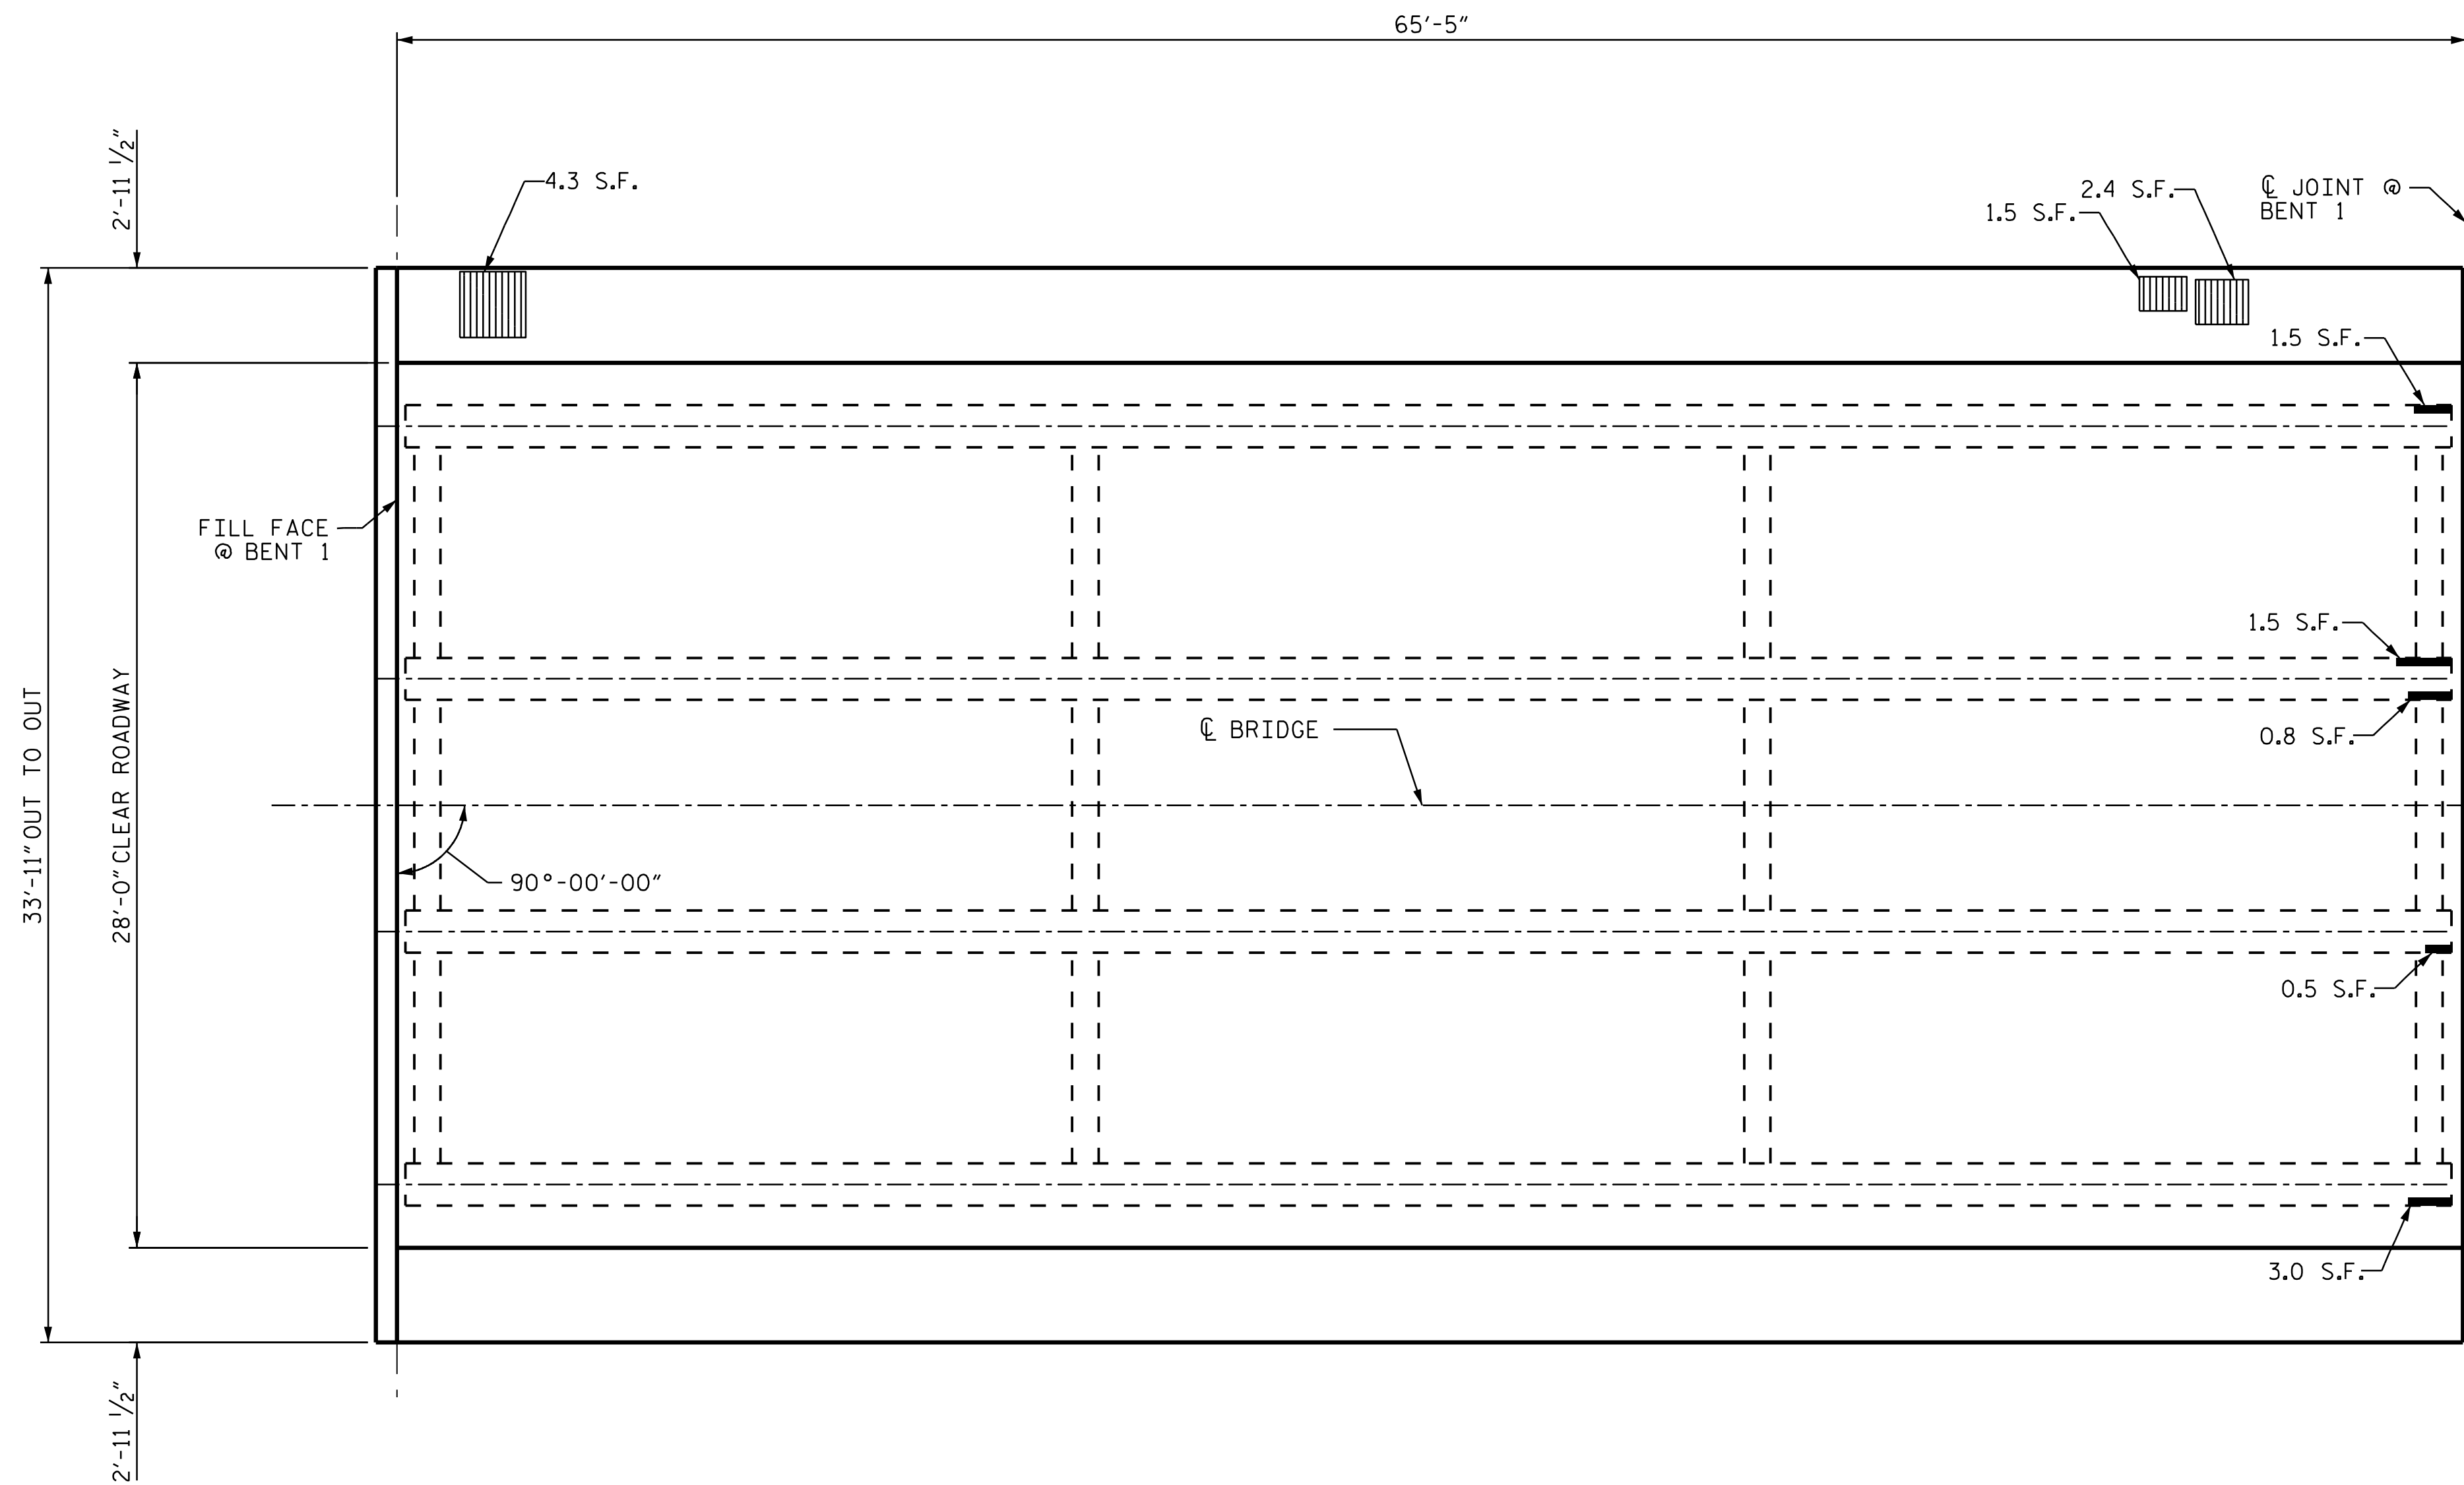 65'-5"
2'-11 1/2"
4.3 S.F.
2.4 S.F.
1.5 S.F.
℄ JOINT @
BENT 1
1.5 S.F.
FILL FACE
@ BENT 1
1.5 S.F.
0.8 S.F.
℄ BRIDGE
33'-11" OUT TO OUT
28'-0" CLEAR ROADWAY
90°-00'-00"
0.5 S.F.
3.0 S.F.
2'-11 1/2"